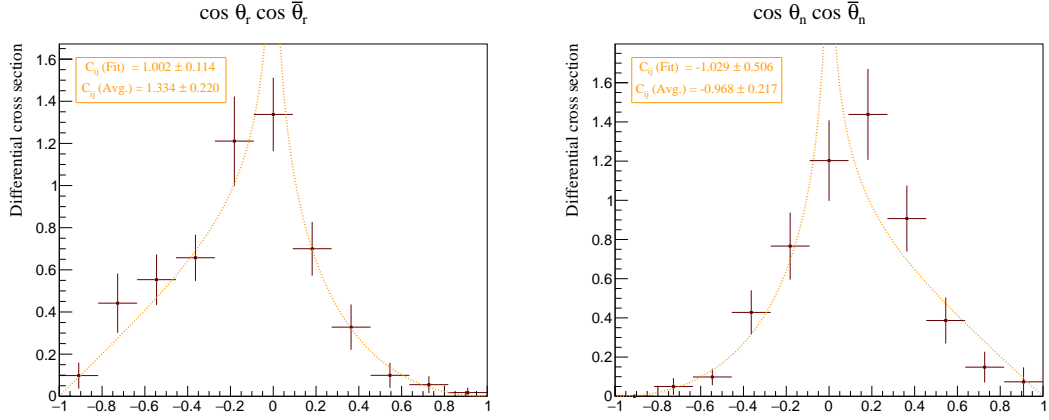 cos θr cos θ̄r
Differential cross section
Cij (Fit) = 1.002 ± 0.114
Cij (Avg.) = 1.334 ± 0.220
1.6
1.4
1.2
1
0.8
0.6
0.4
0.2
0
−1 −0.8 −0.6 −0.4 −0.2 0 0.2 0.4 0.6 0.8 1
cos θn cos θ̄n
Differential cross section
Cij (Fit) = -1.029 ± 0.506
Cij (Avg.) = -0.968 ± 0.217
1.6
1.4
1.2
1
0.8
0.6
0.4
0.2
0
−1 −0.8 −0.6 −0.4 −0.2 0 0.2 0.4 0.6 0.8 1